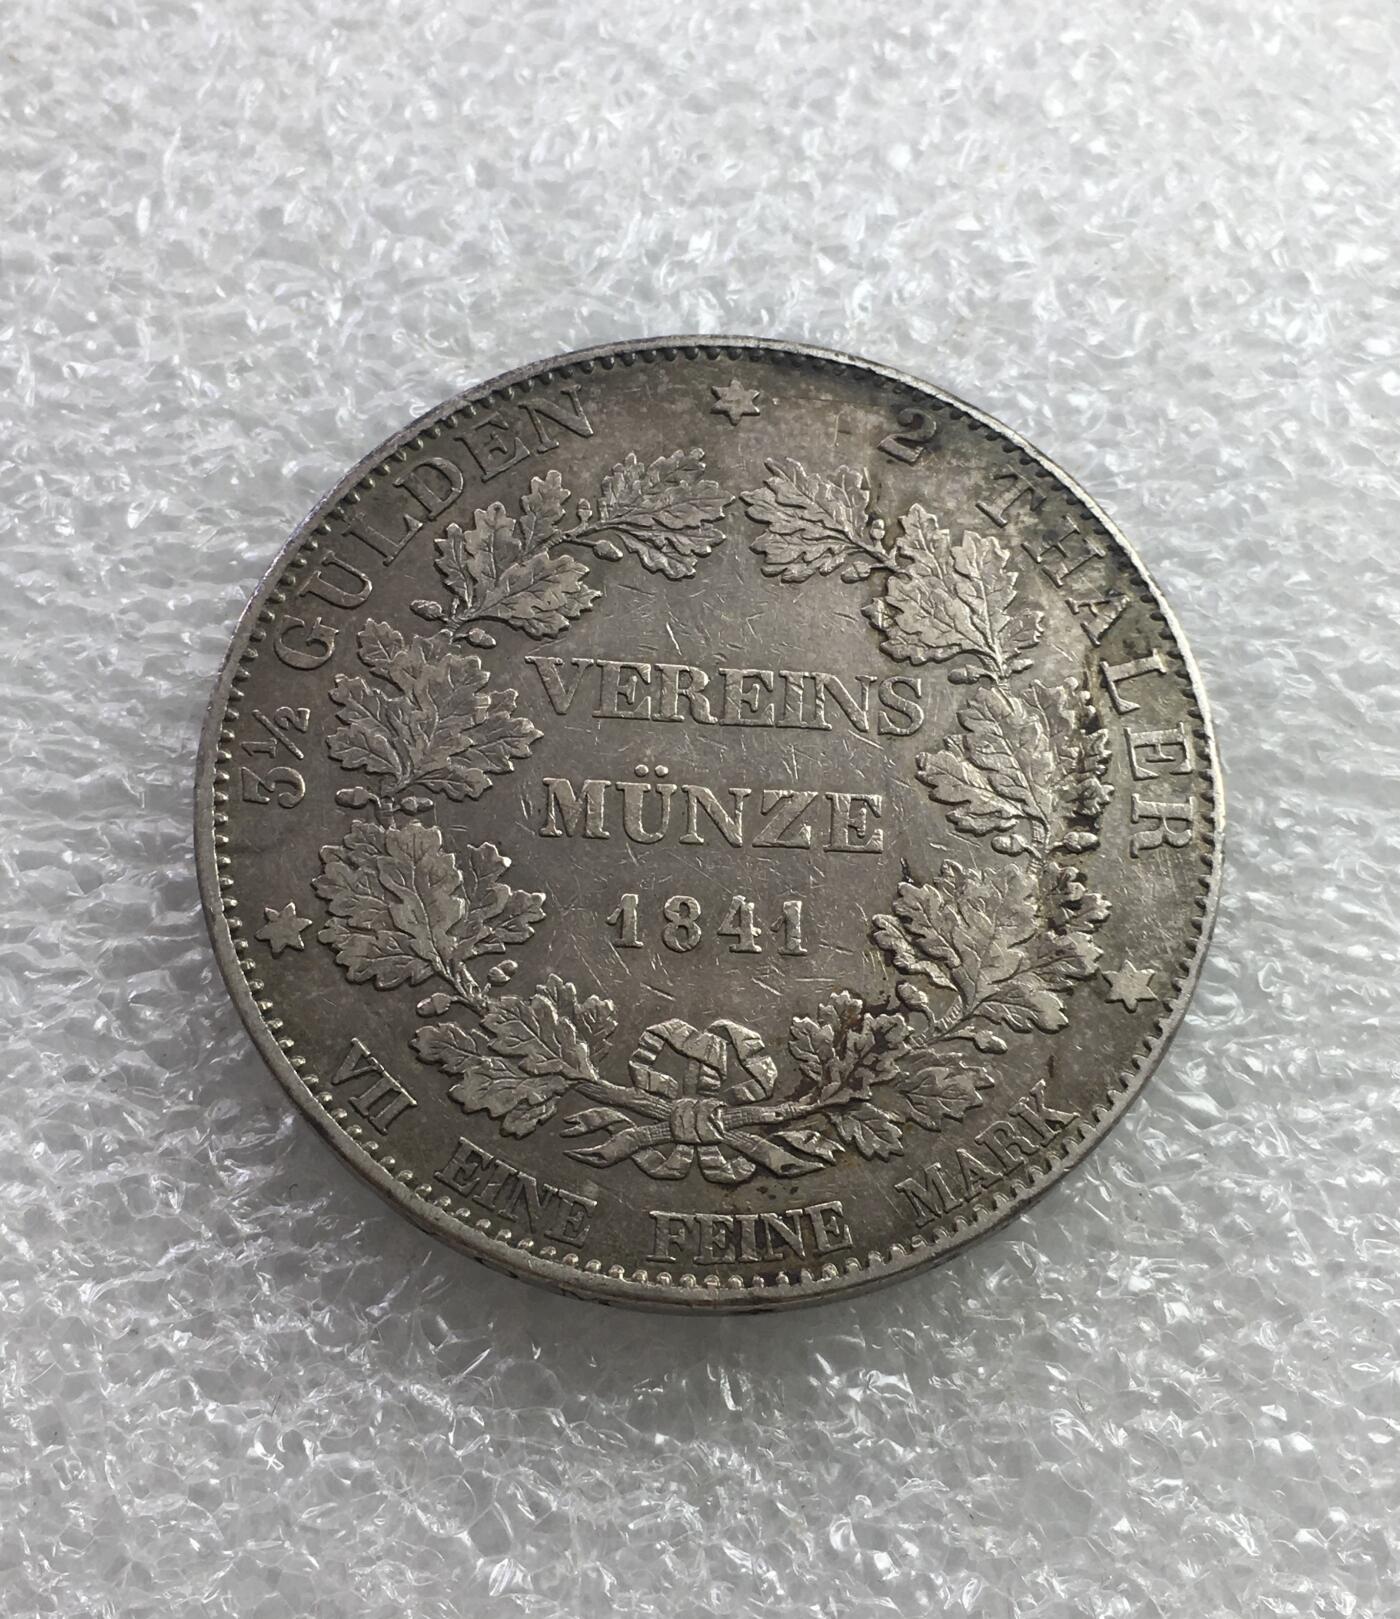 3½ GULDEN
2 THALER
VEREINS
MÜNZE
1841
VII EINE FEINE MARK